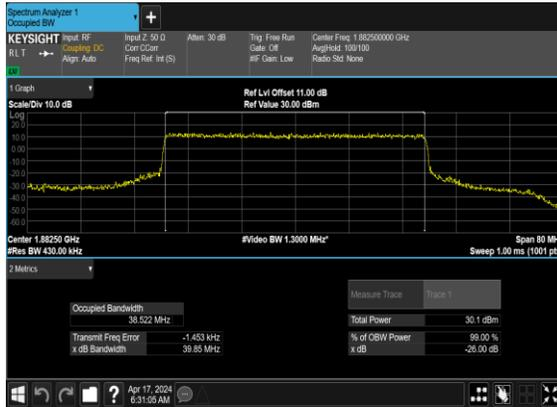 Spectrum Analyzer 1
Occupied BW
+
KEYSIGHT Input: RF Input Z: 50 Ω Atten: 30 dB Trig: Free Run Center Freq: 1.882500000 GHz
RLT Coupling: DC Corr CCorr Gate: Off Avg|Hold: 100/100
Align: Auto Freq Ref: Int (S) #IF Gain: Low Radio Std: None
1 Graph
Ref Lvl Offset 11.00 dB
Scale/Div 10.0 dB Ref Value 30.00 dBm
Log
20.0
10.0
0.00
-10.0
-20.0
-30.0
-40.0
-50.0
-60.0
Center 1.88250 GHz #Video BW 1.3000 MHz* Span 80 MH
#Res BW 430.00 kHz Sweep 1.00 ms (1001 pt
2 Metrics
Measure Trace Trace 1
Occupied Bandwidth
38.522 MHz Total Power 30.1 dBm
Transmit Freq Error -1.453 kHz % of OBW Power 99.00 %
x dB Bandwidth 39.85 MHz x dB -26.00 dB
? Apr 17, 2024
6:31:05 AM